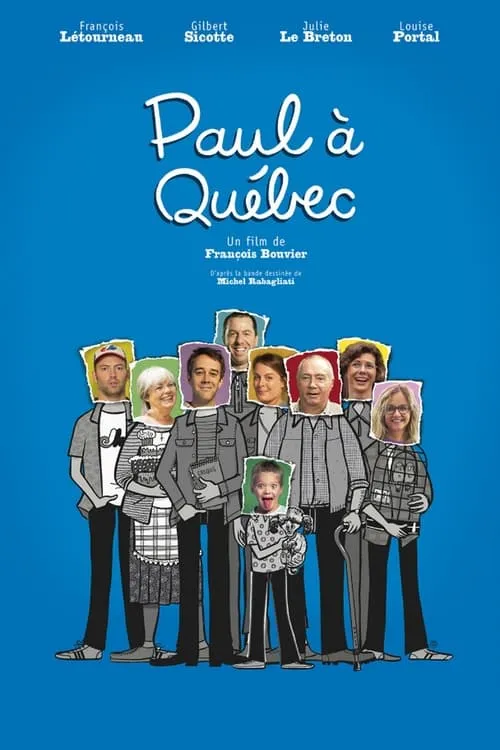 François Létourneau
Gilbert Sicotte
Julie Le Breton
Louise Portal
Paul à
Québec
Un film de
François Bouvier
D'après la bande dessinée de
Michel Rabagliati
CROQUIS